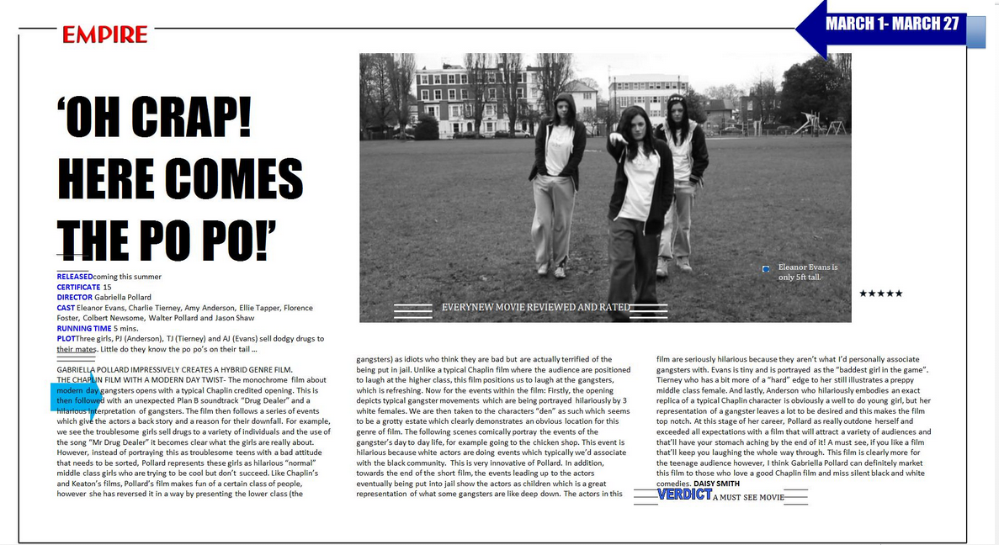 EMPIRE
MARCH 1- MARCH 27
‘OH CRAP!
HERE COMES
THE PO PO!’
RELEASEDcoming this summer
CERTIFICATE 15
DIRECTOR Gabriella Pollard
CAST Eleanor Evans, Charlie Tierney, Amy Anderson, Ellie Tapper, Florence
Foster, Colbert Newsome, Walter Pollard and Jason Shaw
RUNNING TIME 5 mins.
PLOTThree girls, PJ (Anderson), TJ (Tierney) and AJ (Evans) sell dodgy drugs to
their mates. Little do they know the po po’s on their tail ...
Eleanor Evans is
only 5ft tall.
EVERYNEW MOVIE REVIEWED AND RATED
★★★★★
GABRIELLA POLLARD IMPRESSIVELY CREATES A HYBRID GENRE FILM.
THE CHAPLIN FILM WITH A MODERN DAY TWIST- The monochrome film about
modern day gangsters opens with a typical Chaplin credited opening. This is
then followed with an unexpected Plan B soundtrack “Drug Dealer” and a
hilarious interpretation of gangsters. The film then follows a series of events
which give the actors a back story and a reason for their downfall. For example,
we see the troublesome girls sell drugs to a variety of individuals and the use of
the song “Mr Drug Dealer” it becomes clear what the girls are really about.
However, instead of portraying this as troublesome teens with a bad attitude
that needs to be sorted, Pollard represents these girls as hilarious “normal”
middle class girls who are trying to be cool but don’t succeed. Like Chaplin’s
and Keaton’s films, Pollard’s film makes fun of a certain class of people,
however she has reversed it in a way by presenting the lower class (the
gangsters) as idiots who think they are bad but are actually terrified of the
being put in jail. Unlike a typical Chaplin film where the audience are positioned
to laugh at the higher class, this film positions us to laugh at the gangsters,
which is refreshing. Now for the events within the film: Firstly, the opening
depicts typical gangster movements which are being portrayed hilariously by 3
white females. We are then taken to the characters “den” as such which seems
to be a grotty estate which clearly demonstrates an obvious location for this
genre of film. The following scenes comically portray the events of the
gangster’s day to day life, for example going to the chicken shop. This event is
hilarious because white actors are doing events which typically we’d associate
with the black community. This is very innovative of Pollard. In addition,
towards the end of the short film, the events leading up to the actors
eventually being put into jail show the actors as children which is a great
representation of what some gangsters are like deep down. The actors in this
film are seriously hilarious because they aren’t what I’d personally associate
gangsters with. Evans is tiny and is portrayed as the “baddest girl in the game”.
Tierney who has a bit more of a “hard” edge to her still illustrates a preppy
middle class female. And lastly, Anderson who hilariously embodies an exact
replica of a typical Chaplin character is obviously a well to do young girl, but her
representation of a gangster leaves a lot to be desired and this makes the film
top notch. At this stage of her career, Pollard as really outdone herself and
exceeded all expectations with a film that will attract a variety of audiences and
that’ll have your stomach aching by the end of it! A must see, if you like a film
that’ll keep you laughing the whole way through. This film is clearly more for
the teenage audience however, I think Gabriella Pollard can definitely market
this film to those who love a good Chaplin film and miss silent black and white
comedies. DAISY SMITH
VERDICT A MUST SEE MOVIE